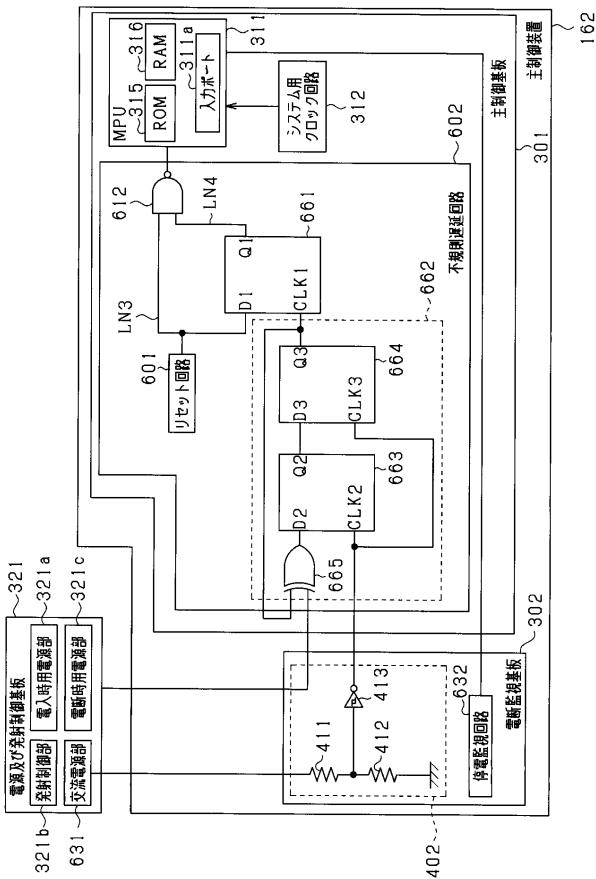 162
主制御装置
301
主制御基板
MPU
315
ROM
316
RAM
311
311a
入力ポート
システム用
クロック回路
312
602
不規則遅延回路
612
LN3
LN4
601
リセット回路
661
D1
Q1
CLK1
662
664
D3
Q3
CLK3
663
D2
Q2
CLK2
665
321
電源及び発射制御基板
321a
電入時用電源部
321c
電断時用電源部
321b
発射制御部
631
交流電源部
302
電断監視基板
632
停電監視回路
411
412
413
402